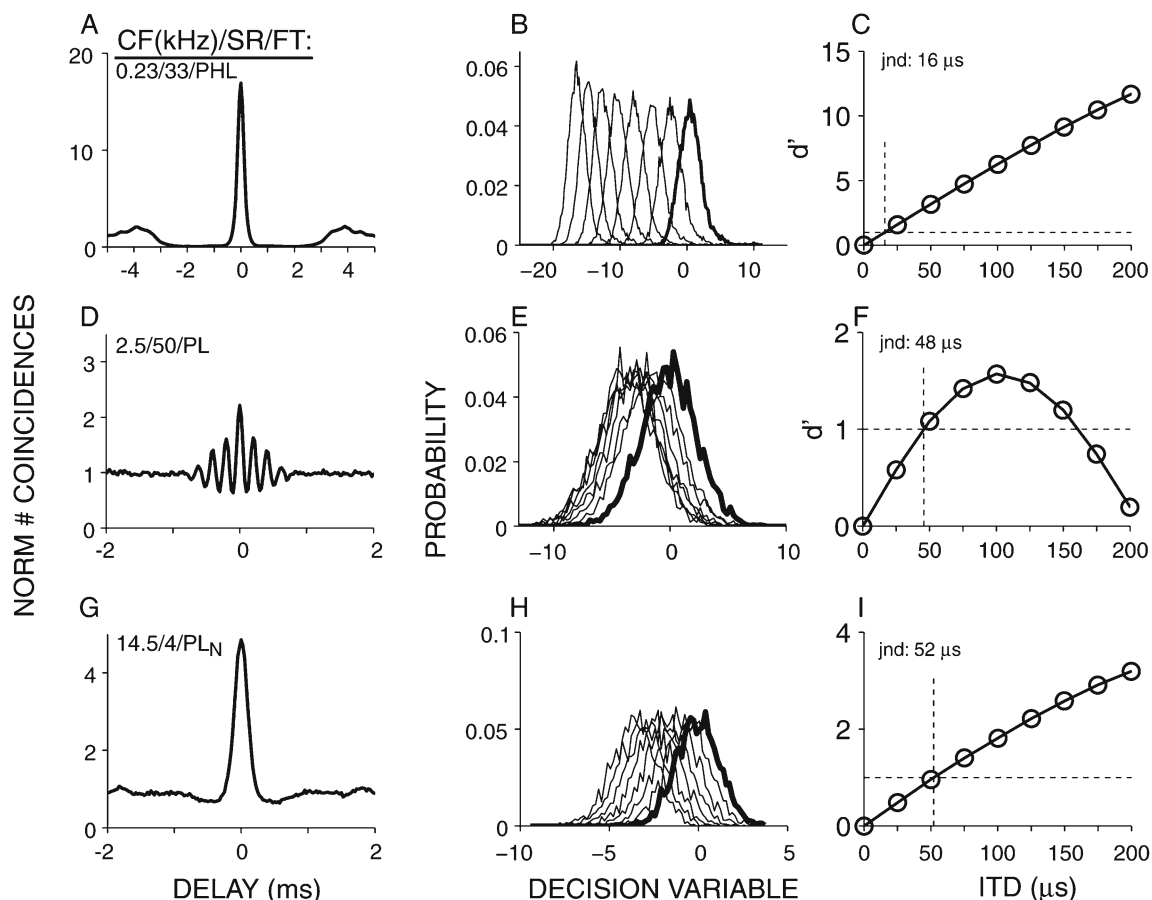 A
CF(kHz)/SR/FT:
0.23/33/PHL
20
10
0
-4
-2
0
2
4
B
0.06
0.04
0.02
0
−20
−10
0
10
C
jnd: 16 μs
15
10
5
0
d'
0
50
100
150
200
D
2.5/50/PL
3
2
1
0
-2
0
2
E
0.06
0.04
0.02
0
−10
0
10
F
jnd: 48 μs
2
1
0
d'
0
50
100
150
200
G
14.5/4/PLN
4
2
0
-2
0
2
H
0.1
0.05
0
−10
−5
0
5
I
jnd: 52 μs
4
2
0
0
50
100
150
200
NORM # COINCIDENCES
PROBABILITY
DELAY (ms)
DECISION VARIABLE
ITD (μs)